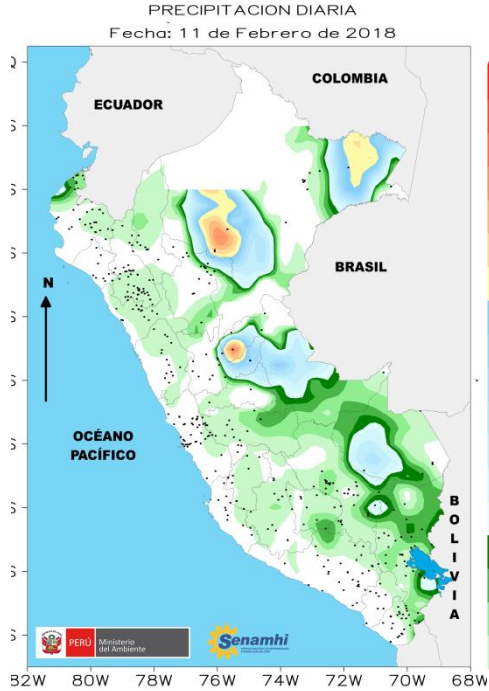 PRECIPITACION DIARIA
Fecha: 11 de Febrero de 2018
COLOMBIA
ECUADOR
BRASIL
N
OCÉANO
PACÍFICO
BOLIVIA
PERÚ
Ministerio
del Ambiente
Senamhi
82W 80W 78W 76W 74W 72W 70W 68W